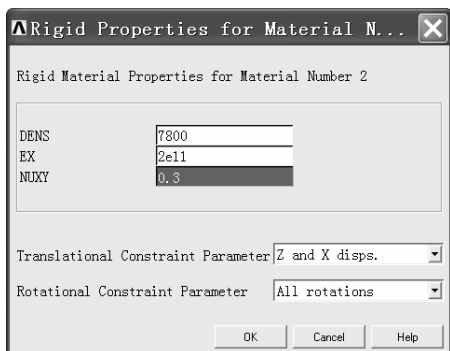 Rigid Properties for Material N...
Rigid Material Properties for Material Number 2
DENS 7800
EX 2e11
NUXY 0.3
Translational Constraint Parameter Z and X disps.
Rotational Constraint Parameter All rotations
OK Cancel Help